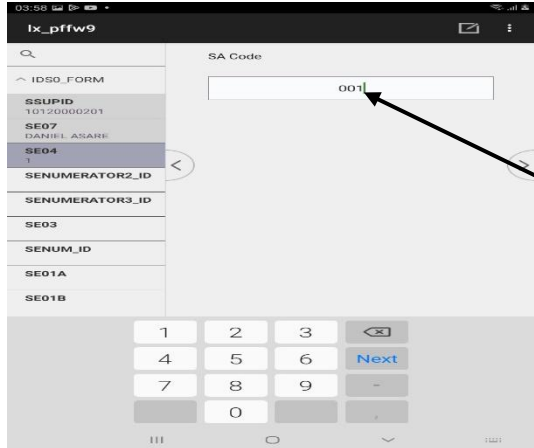 03:58
lx_pffw9
SA Code
001
IDS0_FORM
SSUPID
10120000201
SE07
DANIEL ASARE
SE04
1
SENUMERATOR2_ID
SENUMERATOR3_ID
SE03
SENUM_ID
SE01A
SE01B
1 2 3
4 5 6 Next
7 8 9 -
0 ,